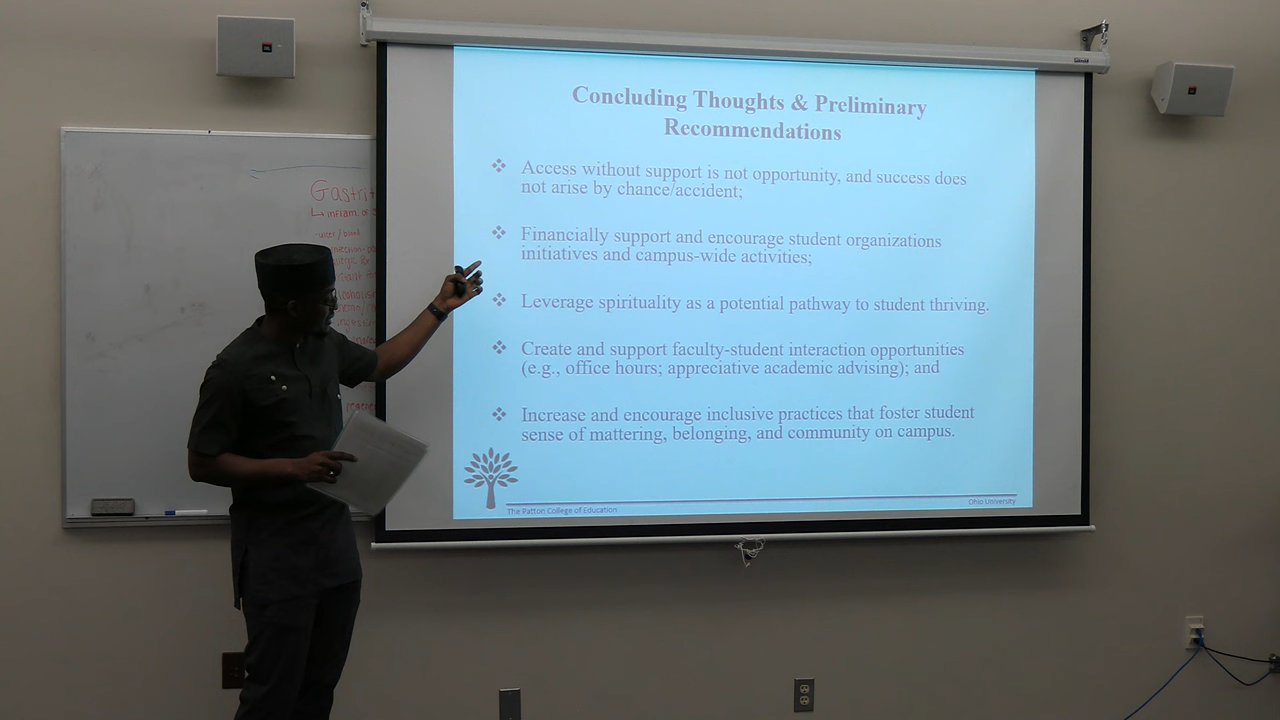 Concluding Thoughts & Preliminary
Recommendations
Access without support is not opportunity, and success does
not arise by chance/accident;
Financially support and encourage student organizations
initiatives and campus-wide activities;
Leverage spirituality as a potential pathway to student thriving.
Create and support faculty-student interaction opportunities
(e.g., office hours; appreciative academic advising); and
Increase and encourage inclusive practices that foster student
sense of mattering, belonging, and community on campus.
The Patton College of Education
Ohio University
Gastrit
inflam. of